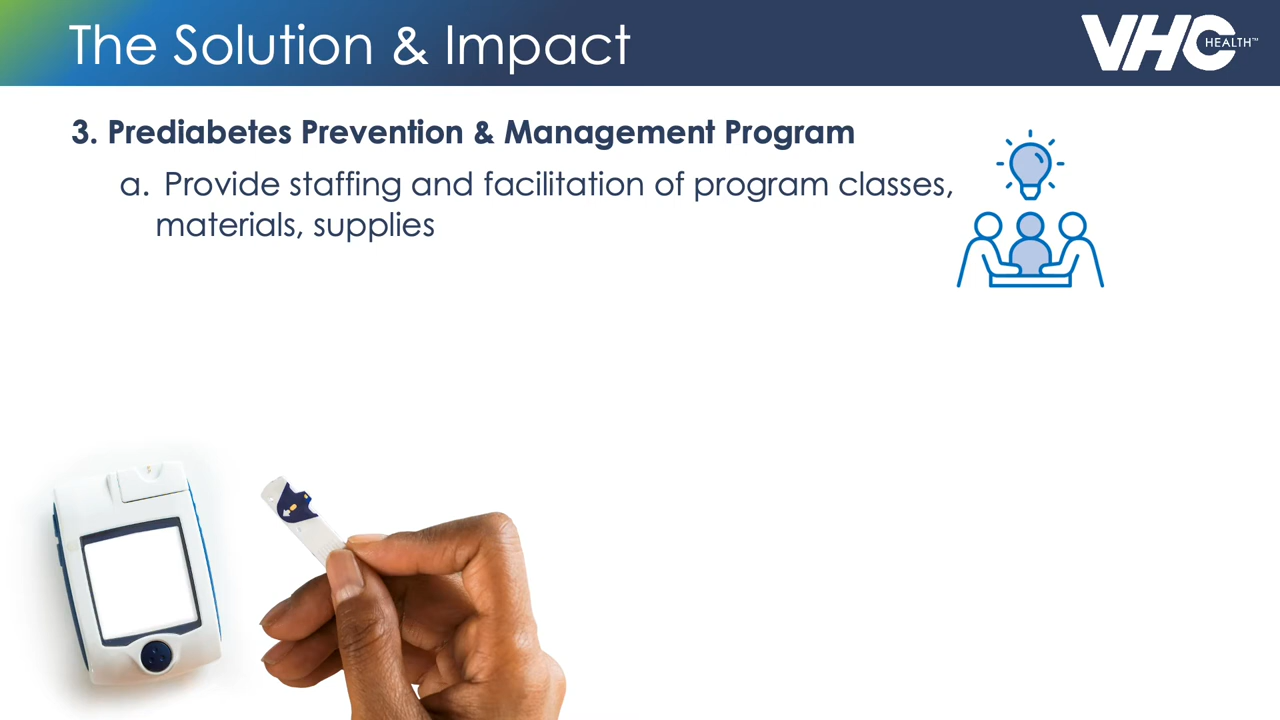 The Solution & Impact
VHC HEALTH™
3. Prediabetes Prevention & Management Program
a. Provide staffing and facilitation of program classes,
materials, supplies